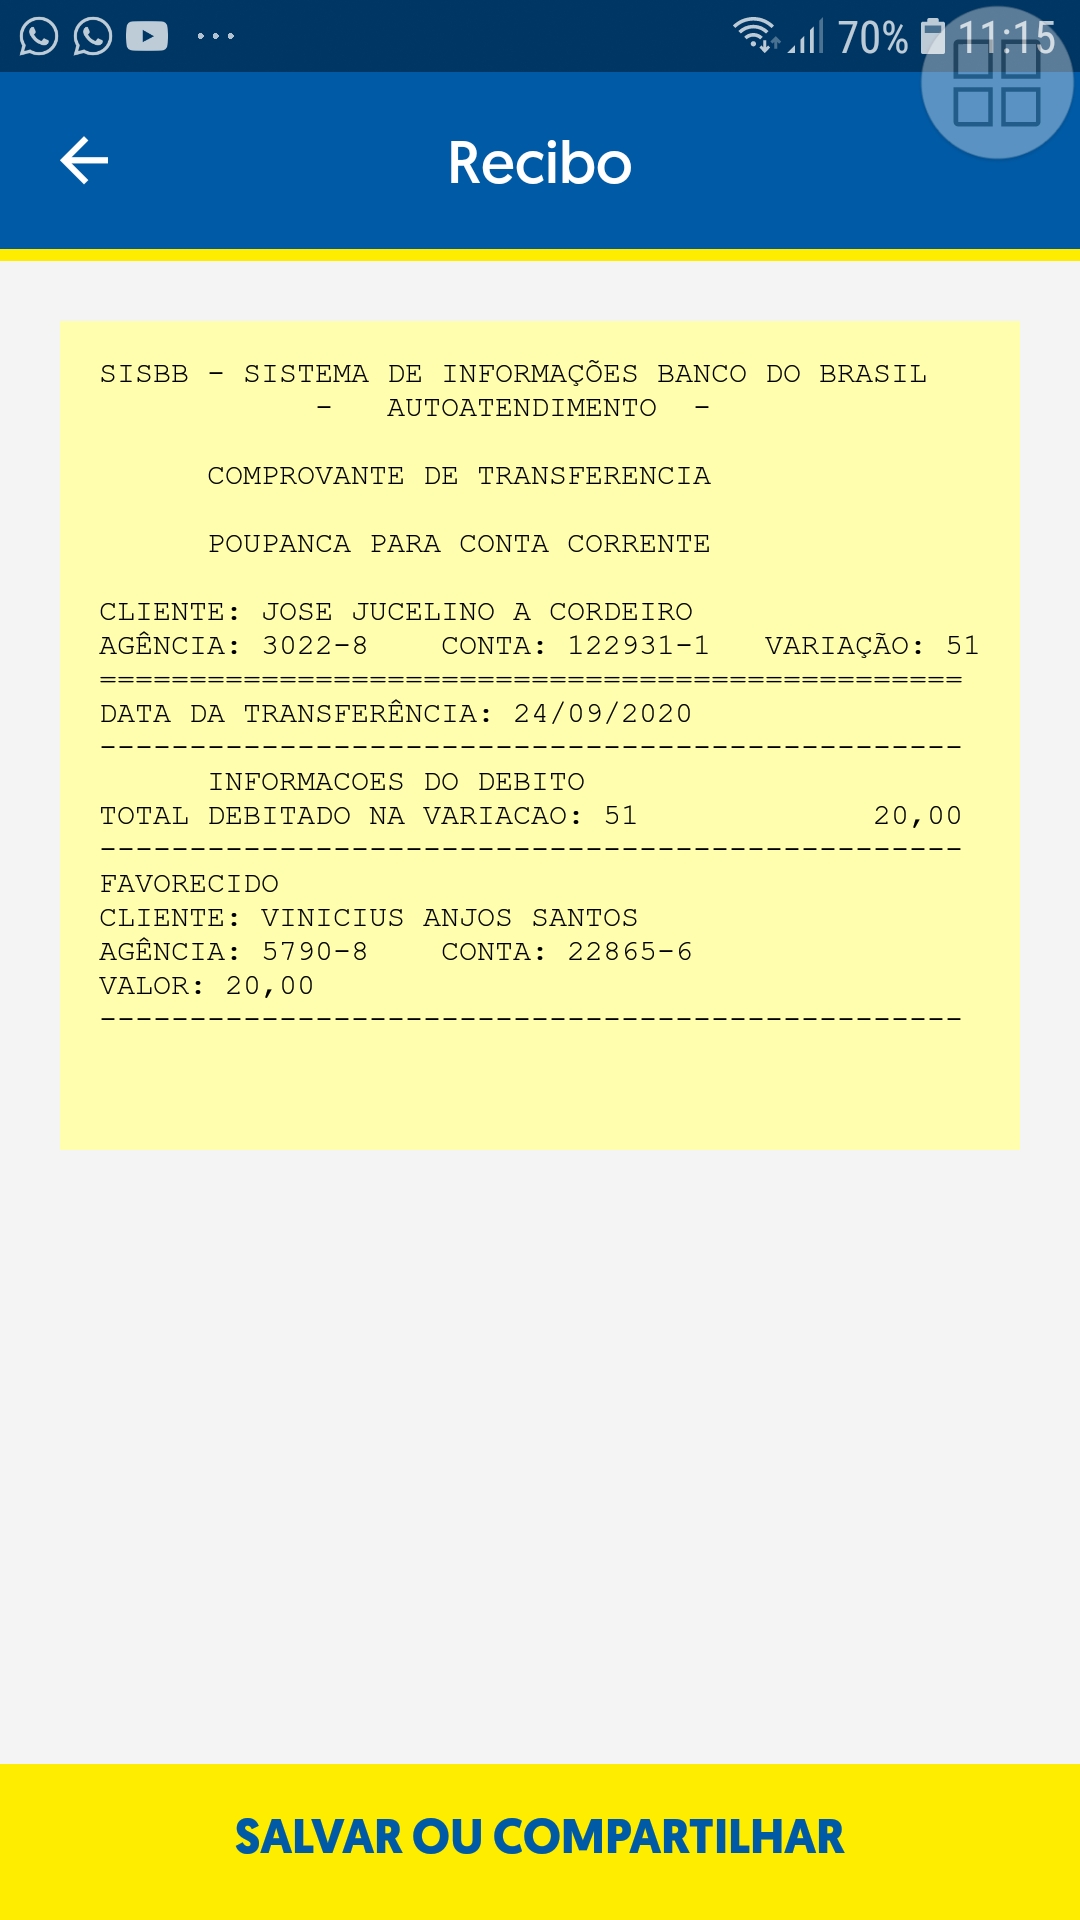 70% 11:15
Recibo
SISBB - SISTEMA DE INFORMAÇÕES BANCO DO BRASIL
- AUTOATENDIMENTO -
COMPROVANTE DE TRANSFERENCIA
POUPANCA PARA CONTA CORRENTE
CLIENTE: JOSE JUCELINO A CORDEIRO
AGÊNCIA: 3022-8 CONTA: 122931-1 VARIAÇÃO: 51
================================================
DATA DA TRANSFERÊNCIA: 24/09/2020
------------------------------------------------
INFORMACOES DO DEBITO
TOTAL DEBITADO NA VARIACAO: 51 20,00
------------------------------------------------
FAVORECIDO
CLIENTE: VINICIUS ANJOS SANTOS
AGÊNCIA: 5790-8 CONTA: 22865-6
VALOR: 20,00
------------------------------------------------
SALVAR OU COMPARTILHAR